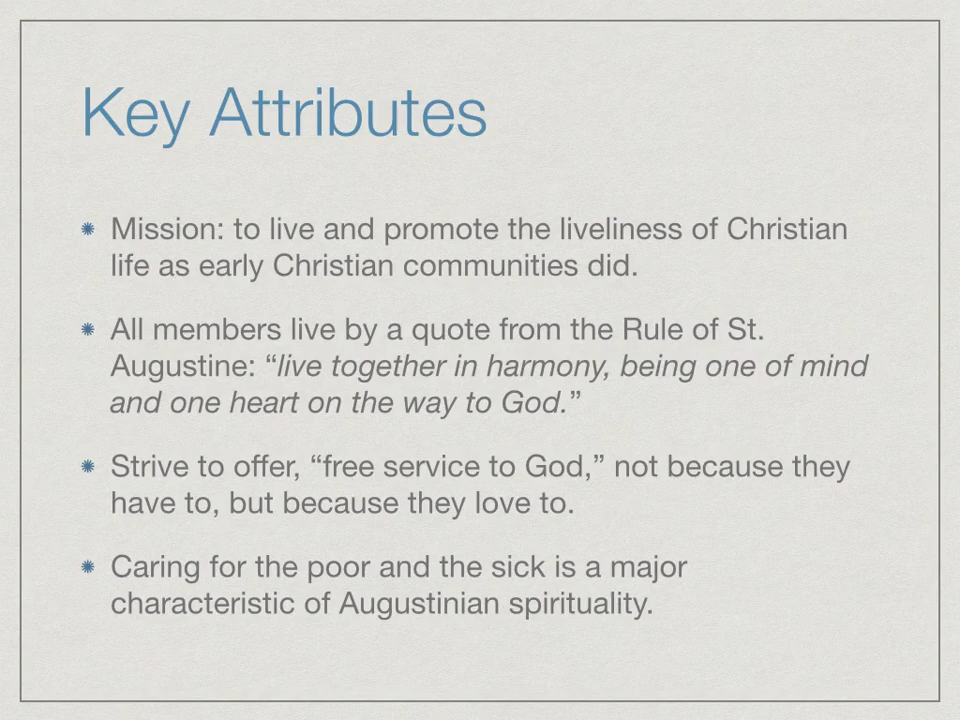 Key Attributes
Mission: to live and promote the liveliness of Christian
life as early Christian communities did.
All members live by a quote from the Rule of St.
Augustine: “live together in harmony, being one of mind
and one heart on the way to God.”
Strive to offer, “free service to God,” not because they
have to, but because they love to.
Caring for the poor and the sick is a major
characteristic of Augustinian spirituality.